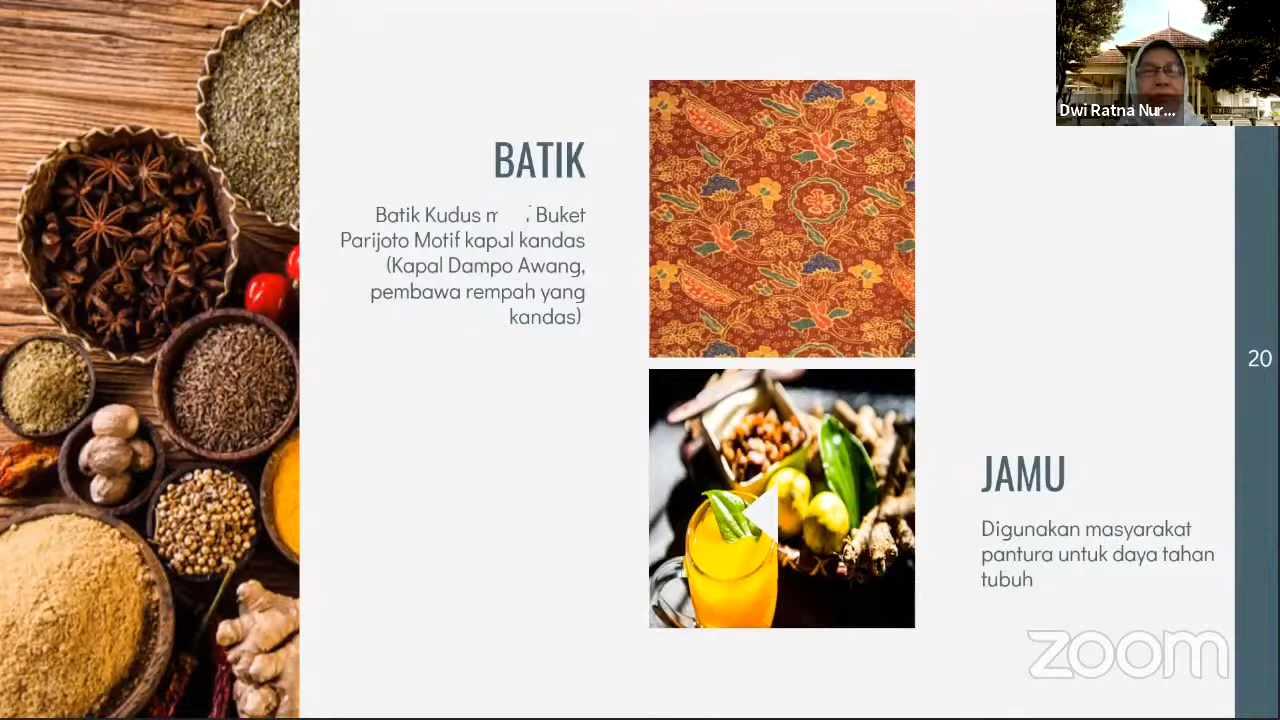 Dwi Ratna Nur...
BATIK
Batik Kudus Buket
Parijoto Motif kapal kandas
(Kapal Dampo Awang,
pembawa rempah yang
kandas)
20
JAMU
Digunakan masyarakat
pantura untuk daya tahan
tubuh
zoom